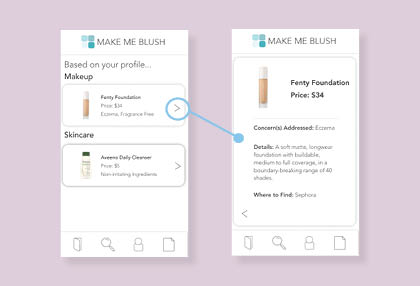 MAKE ME BLUSH
Based on your profile...
Makeup
Fenty Foundation
Price: $34
Eczema, Fragrance Free
Skincare
Aveeno Daily Cleanser
Price: $5
Non-irritating Ingredients
MAKE ME BLUSH
Fenty Foundation
Price: $34
Concern(s) Addressed: Eczema
Details: A soft matte, longwear
foundation with buildable,
medium to full coverage, in a
boundary-breaking range of 40
shades.
Where to Find: Sephora